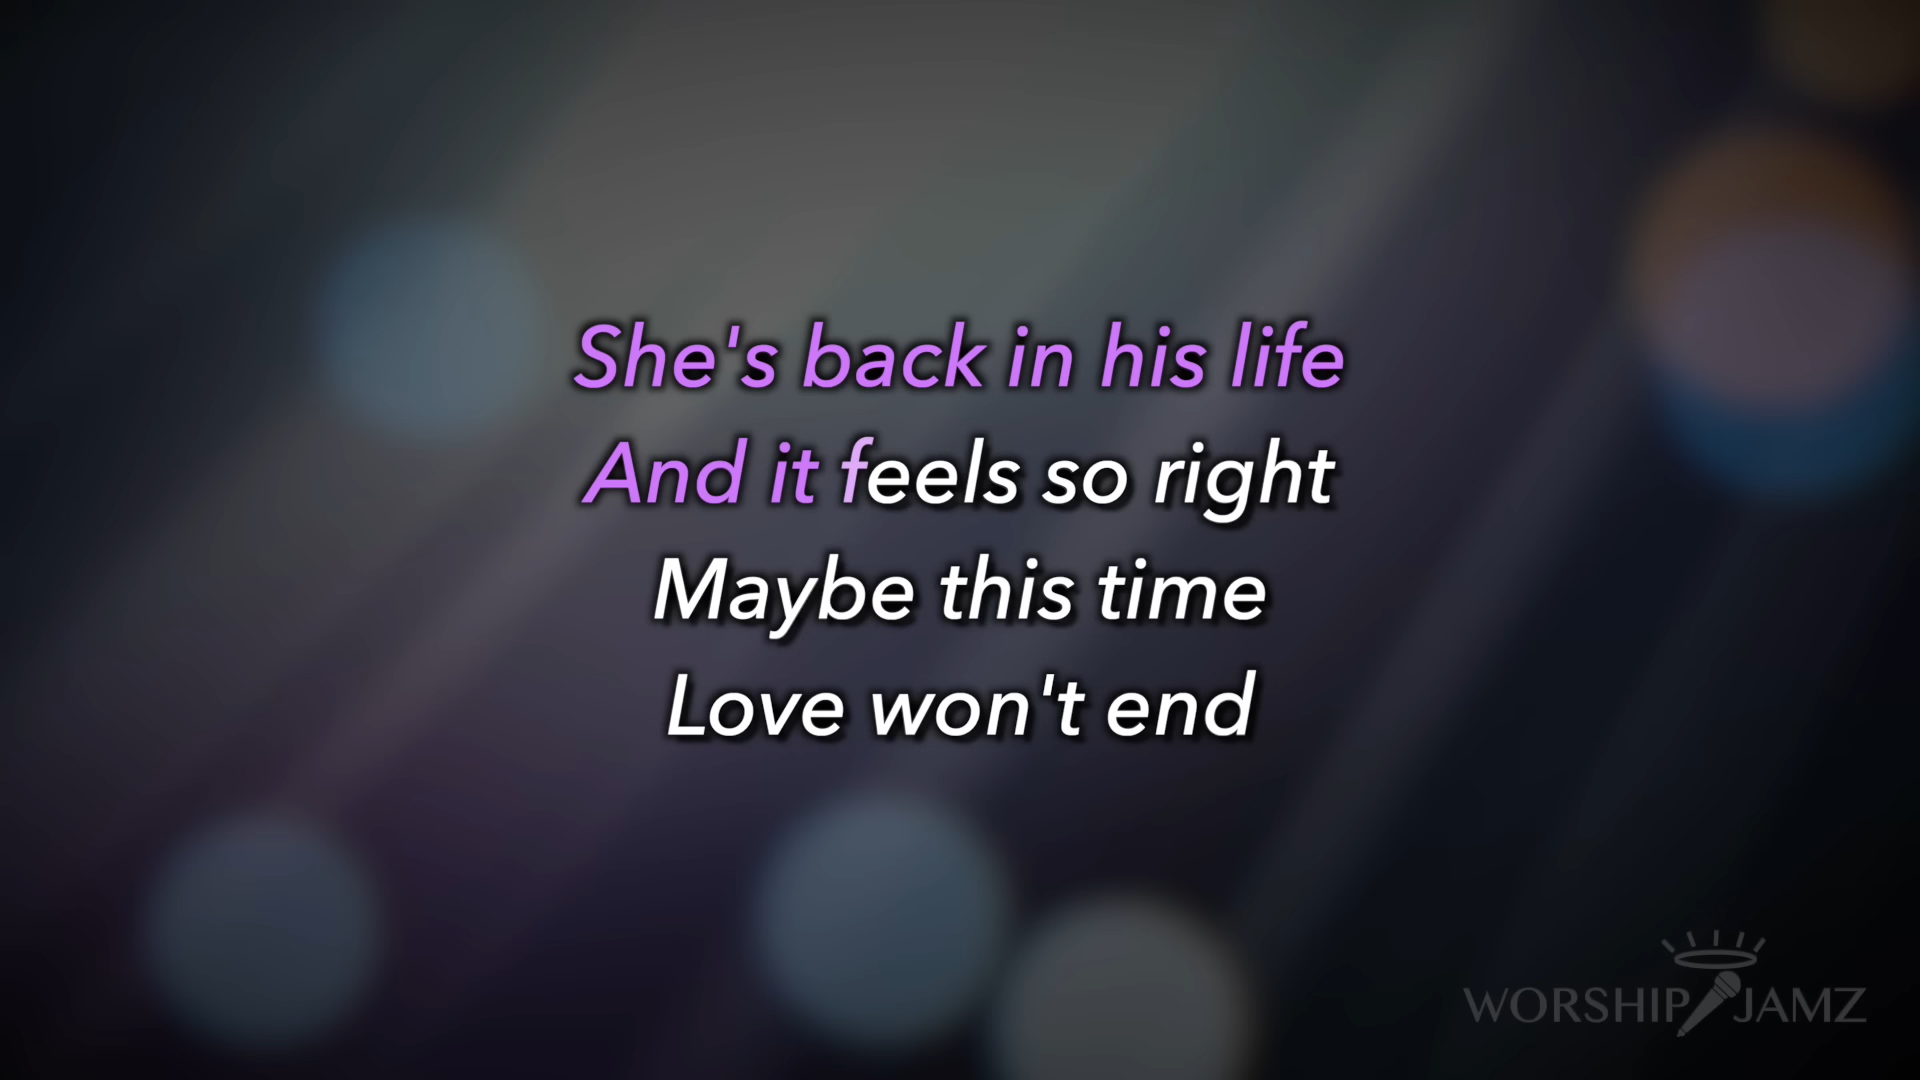 She's back in his life
And it feels so right
Maybe this time
Love won't end
WORSHIP JAMZ